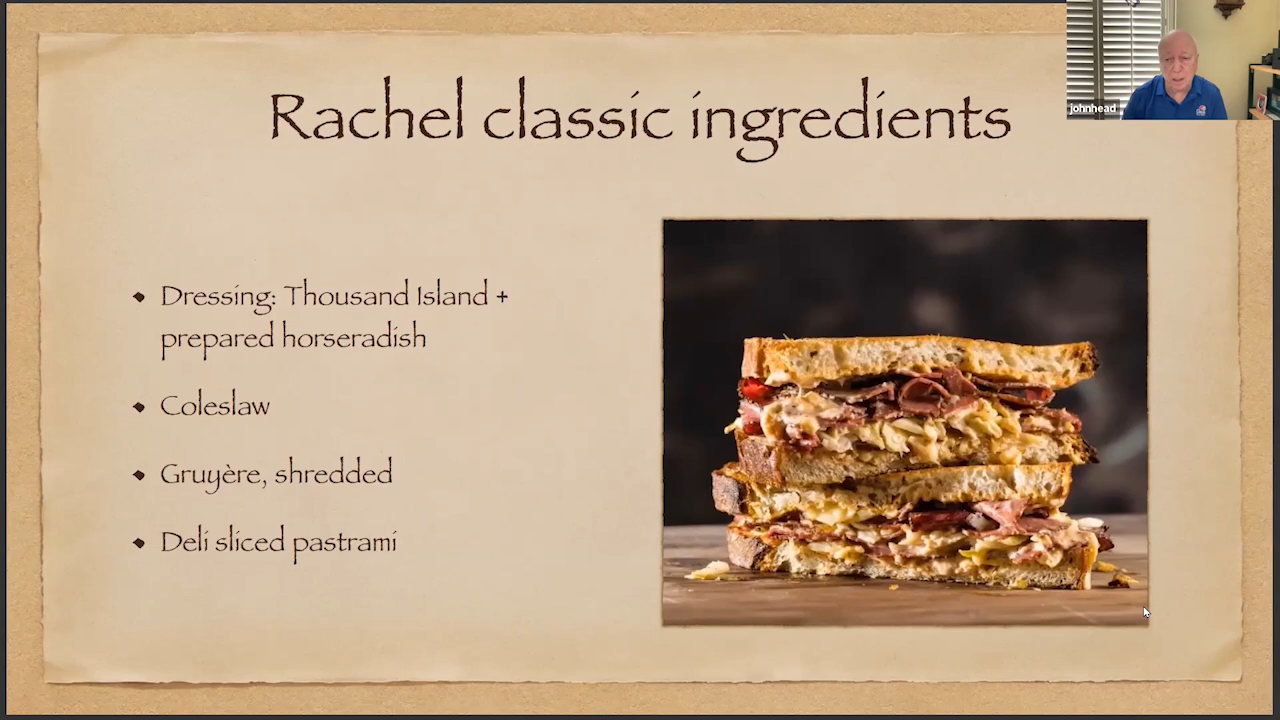 Rachel classic ingredients
johnhead
• Dressing: Thousand Island +
prepared horseradish
• Coleslaw
• Gruyère, shredded
• Deli sliced pastrami